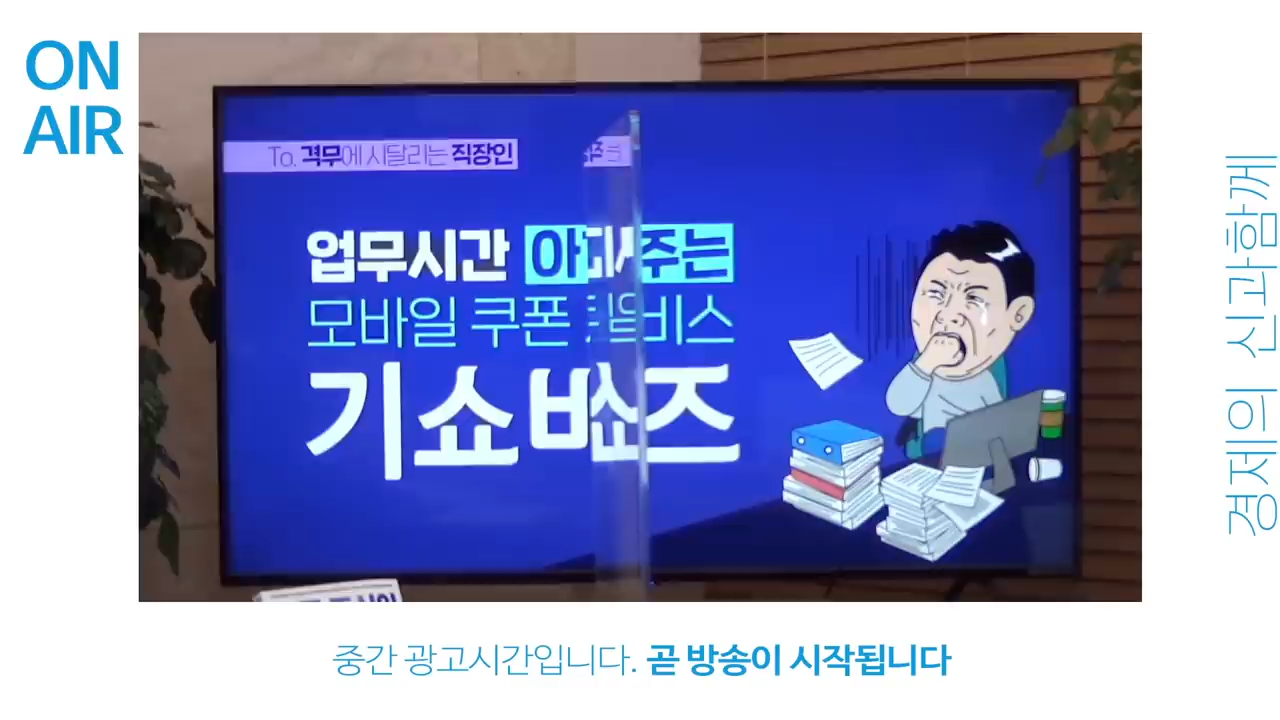 ON
AIR
To. 격무에 시달리는 직장인
업무시간
모바일 쿠폰
기쇼비즈
경제의 신과함께
중간 광고시간입니다. 곧 방송이 시작됩니다